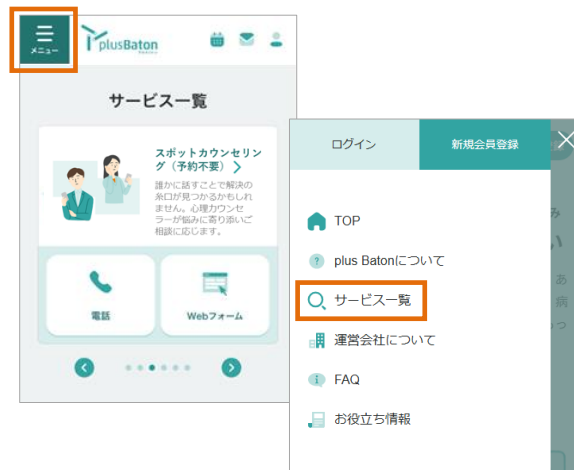 メニュー
plusBaton
サービス一覧
スポットカウンセリン
グ（予約不要）
誰かに話すことで解決の
糸口が見つかるかもしれ
ません。心理カウンセ
ラーが悩みに寄り添いご
相談に応じます。
電話
Webフォーム
ログイン
新規会員登録
TOP
plus Batonについて
サービス一覧
運営会社について
FAQ
お役立ち情報
み
い
あ
病
っ